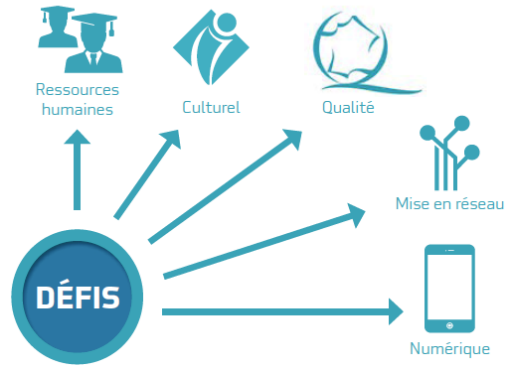 Ressources
humaines
Culturel
Qualité
Mise en réseau
DÉFIS
Numérique